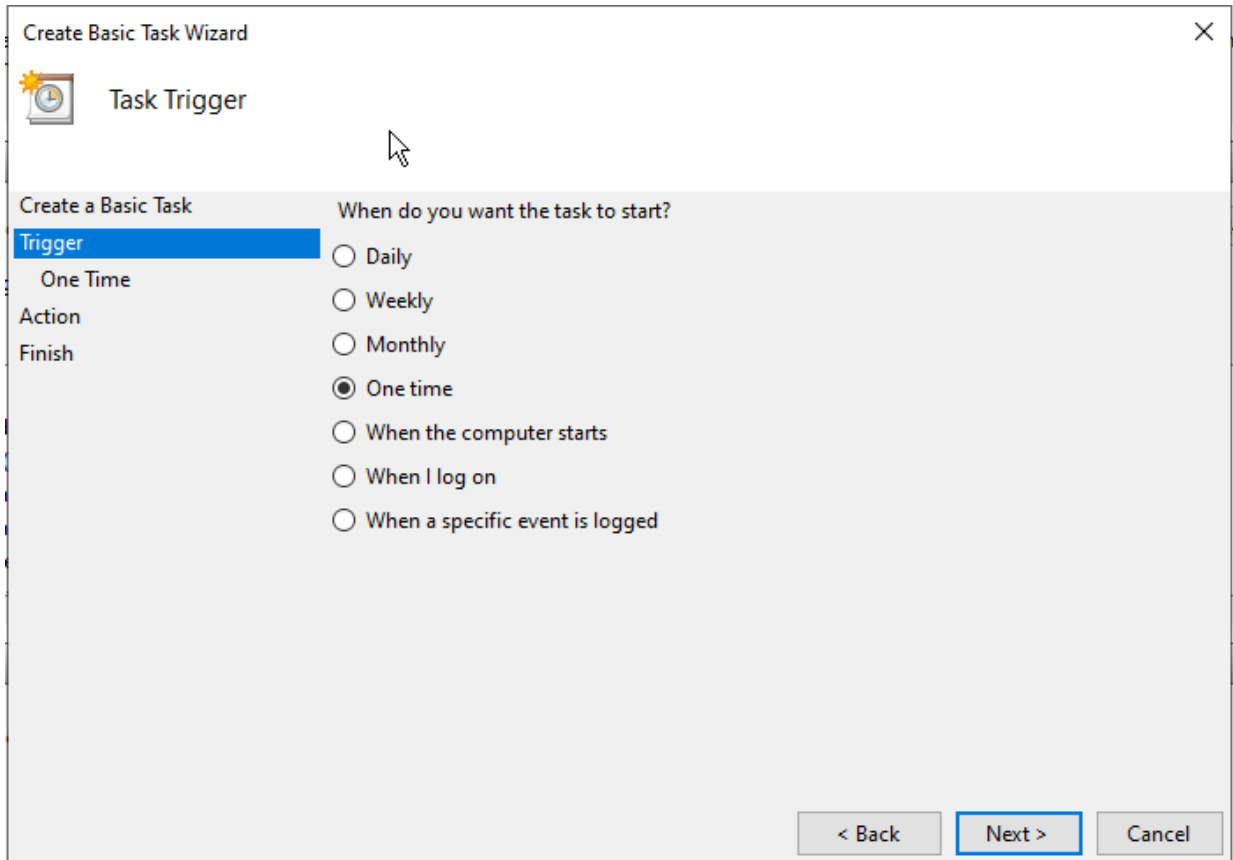 Create Basic Task Wizard
Task Trigger
Create a Basic Task
Trigger
One Time
Action
Finish
When do you want the task to start?
Daily
Weekly
Monthly
One time
When the computer starts
When I log on
When a specific event is logged
< Back
Next >
Cancel